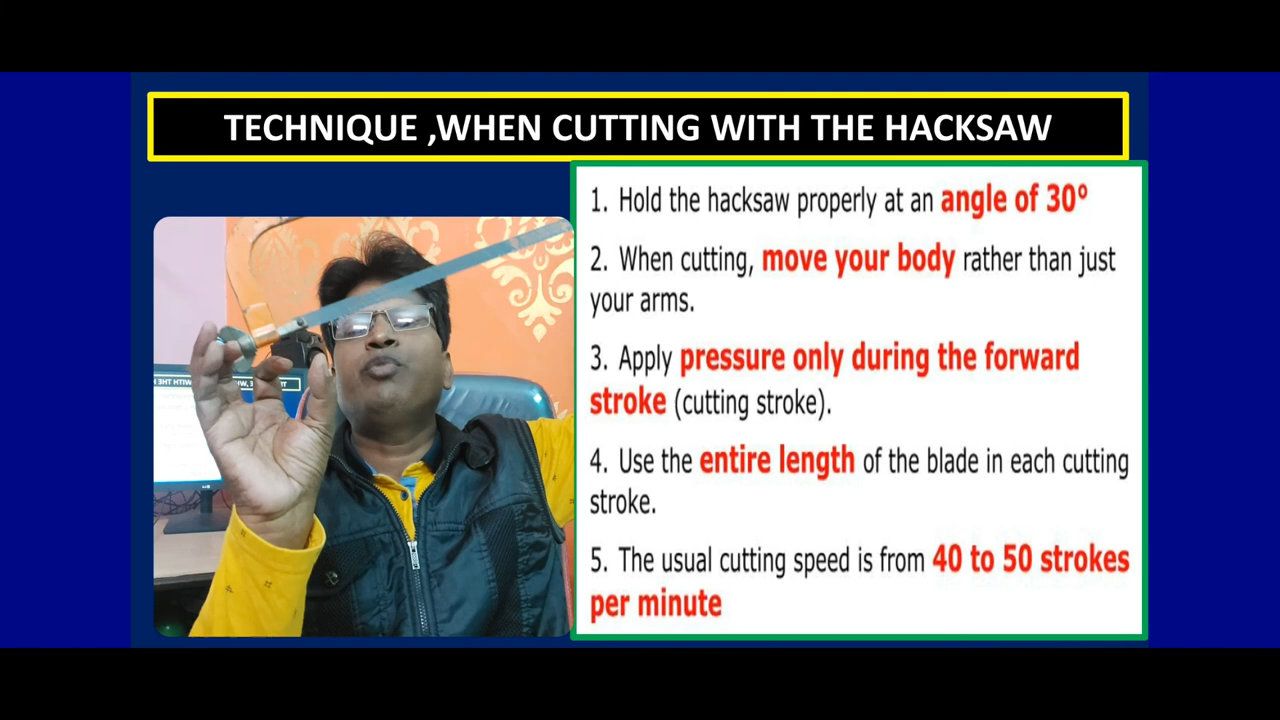 TECHNIQUE ,WHEN CUTTING WITH THE HACKSAW
1. Hold the hacksaw properly at an angle of 30°
2. When cutting, move your body rather than just
your arms.
3. Apply pressure only during the forward
stroke (cutting stroke).
4. Use the entire length of the blade in each cutting
stroke.
5. The usual cutting speed is from 40 to 50 strokes
per minute